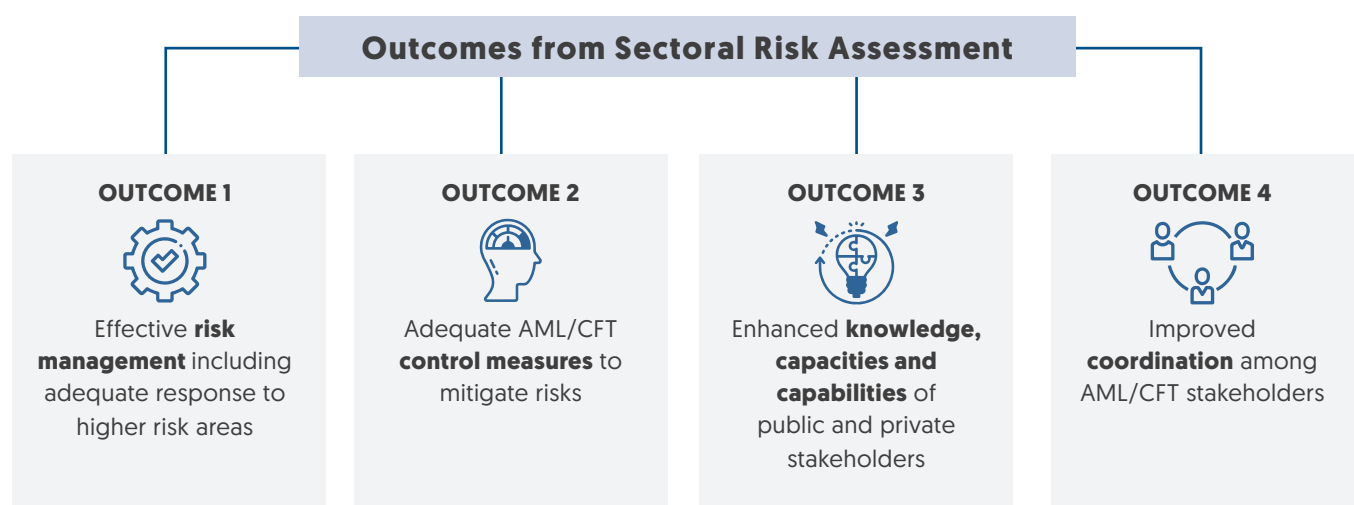 Outcomes from Sectoral Risk Assessment
OUTCOME 1
Effective risk
management including
adequate response to
higher risk areas
OUTCOME 2
Adequate AML/CFT
control measures to
mitigate risks
OUTCOME 3
Enhanced knowledge,
capacities and
capabilities of
public and private
stakeholders
OUTCOME 4
Improved
coordination among
AML/CFT stakeholders